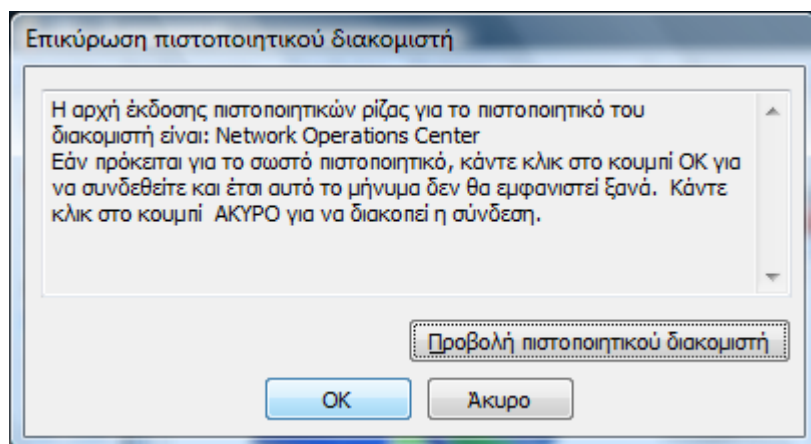 Επικύρωση πιστοποιητικού διακομιστή
Η αρχή έκδοσης πιστοποιητικών ρίζας για το πιστοποιητικό του
διακομιστή είναι: Network Operations Center
Εάν πρόκειται για το σωστό πιστοποιητικό, κάντε κλικ στο κουμπί OK για
να συνδεθείτε και έτσι αυτό το μήνυμα δεν θα εμφανιστεί ξανά.  Κάντε
κλικ στο κουμπί  ΑΚΥΡΟ για να διακοπεί η σύνδεση.
Προβολή πιστοποιητικού διακομιστή
OK
Άκυρο